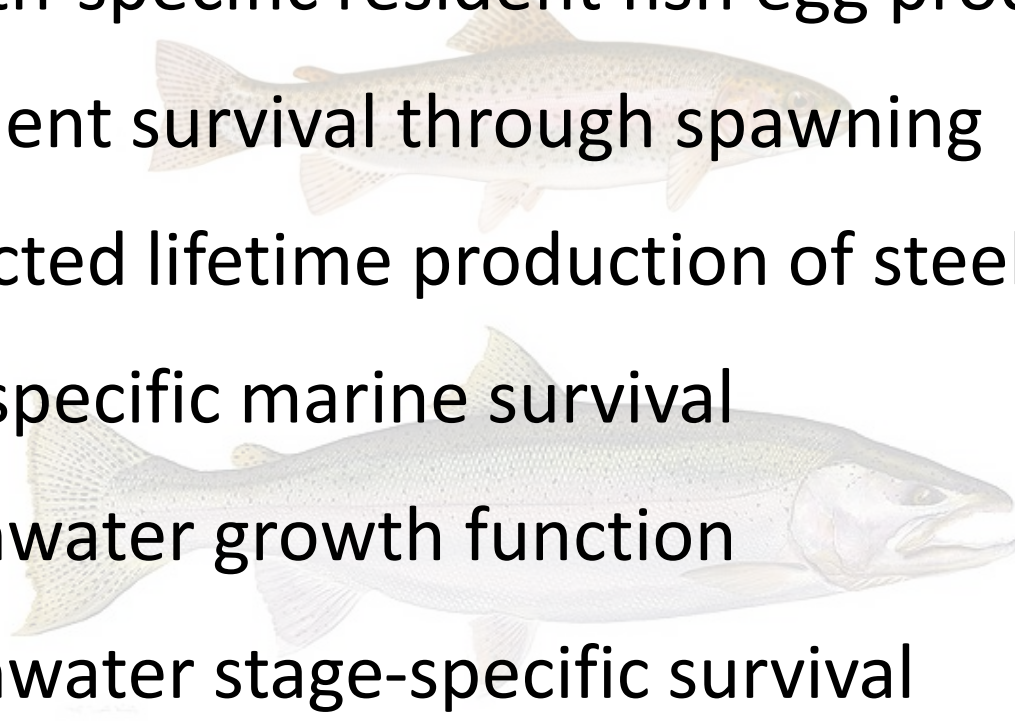 -specific resident fish egg
ent survival through spawning
cted lifetime production of steel
specific marine survival
water growth function
water stage-specific survival